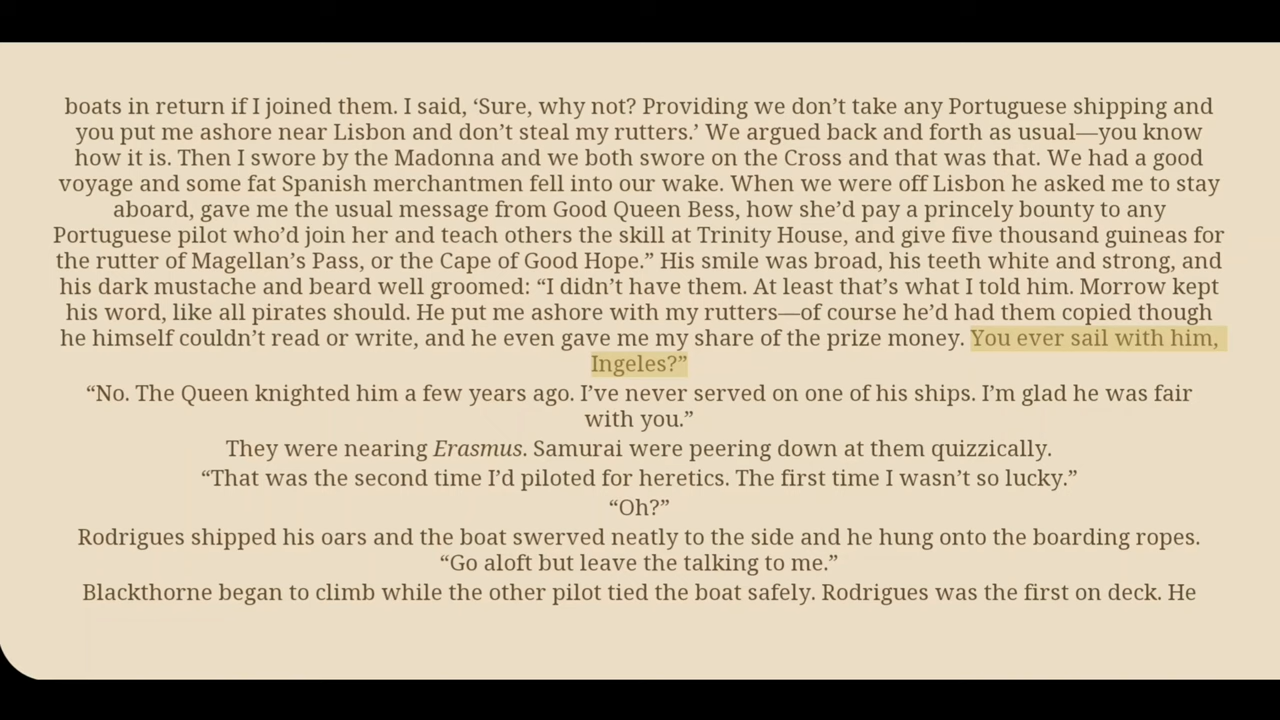 boats in return if I joined them. I said, ‘Sure, why not? Providing we don’t take any Portuguese shipping and
you put me ashore near Lisbon and don’t steal my rutters.’ We argued back and forth as usual—you know
how it is. Then I swore by the Madonna and we both swore on the Cross and that was that. We had a good
voyage and some fat Spanish merchantmen fell into our wake. When we were off Lisbon he asked me to stay
aboard, gave me the usual message from Good Queen Bess, how she’d pay a princely bounty to any
Portuguese pilot who’d join her and teach others the skill at Trinity House, and give five thousand guineas for
the rutter of Magellan’s Pass, or the Cape of Good Hope.” His smile was broad, his teeth white and strong, and
his dark mustache and beard well groomed: “I didn’t have them. At least that’s what I told him. Morrow kept
his word, like all pirates should. He put me ashore with my rutters—of course he’d had them copied though
he himself couldn’t read or write, and he even gave me my share of the prize money. You ever sail with him,
Ingeles?”
“No. The Queen knighted him a few years ago. I’ve never served on one of his ships. I’m glad he was fair
with you.”
They were nearing Erasmus. Samurai were peering down at them quizzically.
“That was the second time I’d piloted for heretics. The first time I wasn’t so lucky.”
“Oh?”
Rodrigues shipped his oars and the boat swerved neatly to the side and he hung onto the boarding ropes.
“Go aloft but leave the talking to me.”
Blackthorne began to climb while the other pilot tied the boat safely. Rodrigues was the first on deck. He